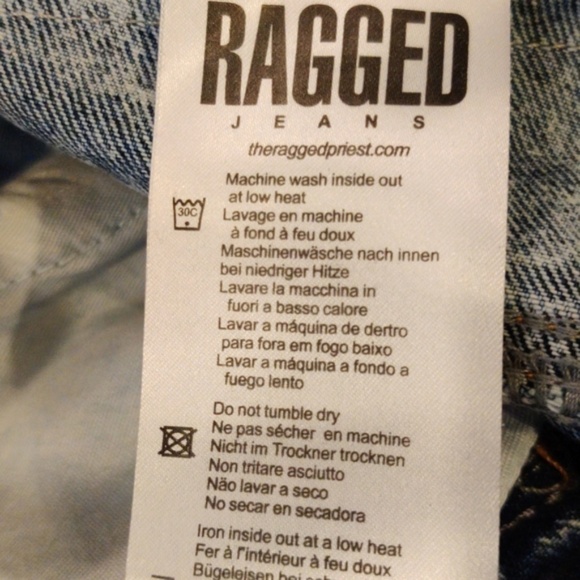 RAGGED
JEANS
theraggedpriest.com
Machine wash inside out
at low heat
30C
Lavage en machine
à fond à feu doux
Maschinenwäsche nach innen
bei niedriger Hitze
Lavare la macchina in
fuori a basso calore
Lavar a máquina de dertro
para fora em fogo baixo
Lavar a máquina a fondo a
fuego lento
Do not tumble dry
Ne pas sécher en machine
Nicht im Trockner trocknen
Non tritare asciutto
Não lavar a seco
No secar en secadora
Iron inside out at a low heat
Fer à l'intérieur à feu doux
Bügeleisen bei